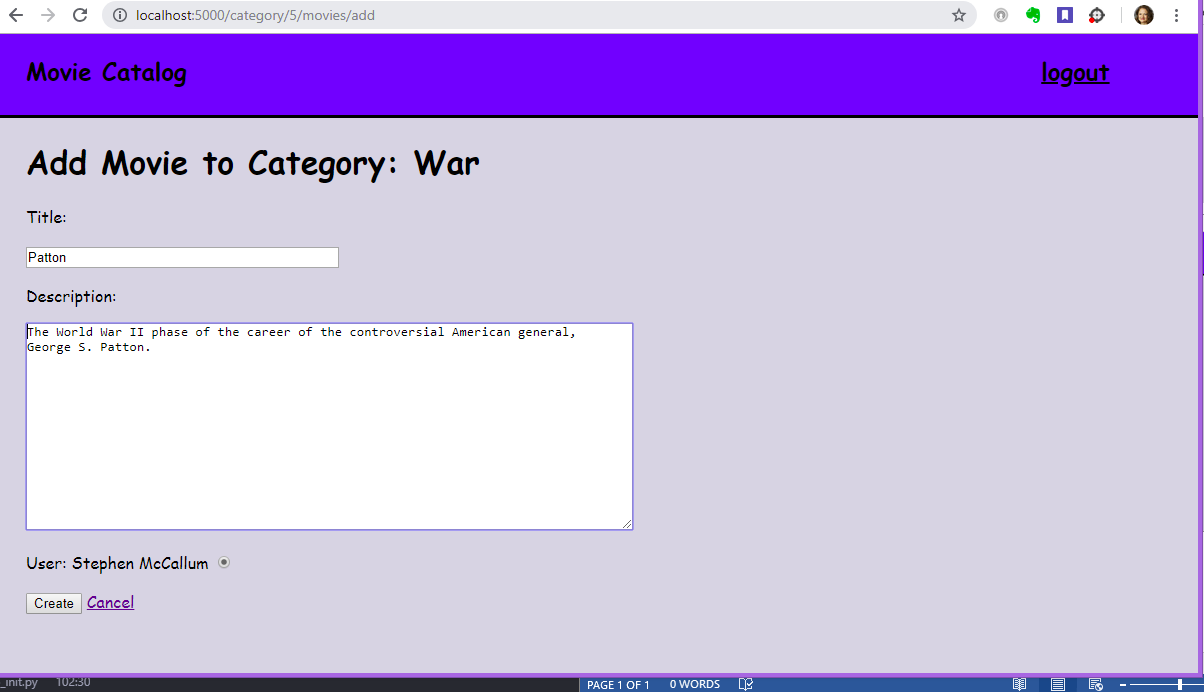 localhost:5000/category/5/movies/add
Movie Catalog
logout
Add Movie to Category: War
Title:
Patton
Description:
The World War II phase of the career of the controversial American general,
George S. Patton.
User: Stephen McCallum
Create Cancel
_init.py 102:30
PAGE 1 OF 1 0 WORDS